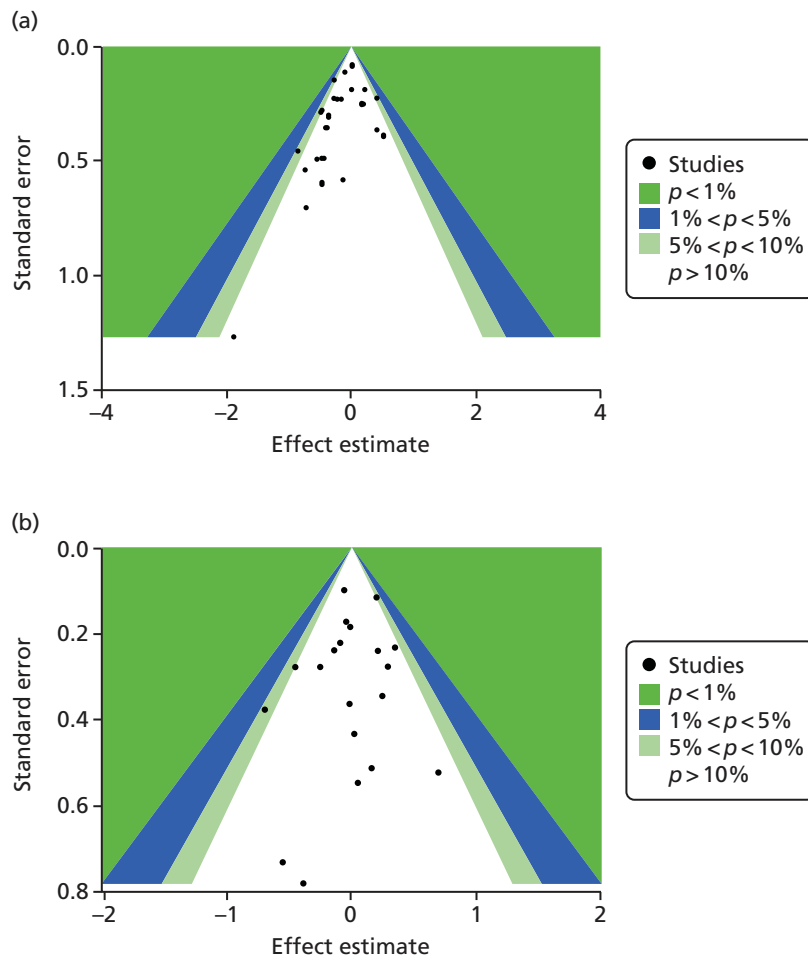 (a)
0.0
0.5
1.0
1.5
Standard error
−4
−2
0
2
4
Effect estimate
Studies
p < 1%
1% < p < 5%
5% < p < 10%
p > 10%
(b)
0.0
0.2
0.4
0.6
0.8
Standard error
−2
−1
0
1
2
Effect estimate
Studies
p < 1%
1% < p < 5%
5% < p < 10%
p > 10%